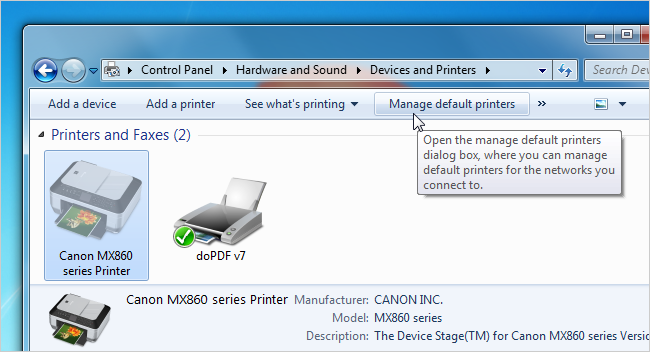 Control Panel Hardware and Sound Devices and Printers Search Dev
Add a device Add a printer See what's printing Manage default printers »
Printers and Faxes (2)
Open the manage default printers
dialog box, where you can manage
default printers for the networks you
connect to.
Canon MX860
series Printer
doPDF v7
Canon MX860 series Printer Manufacturer: CANON INC.
Model: MX860 series
Description: The Device Stage(TM) for Canon MX860 series Versio